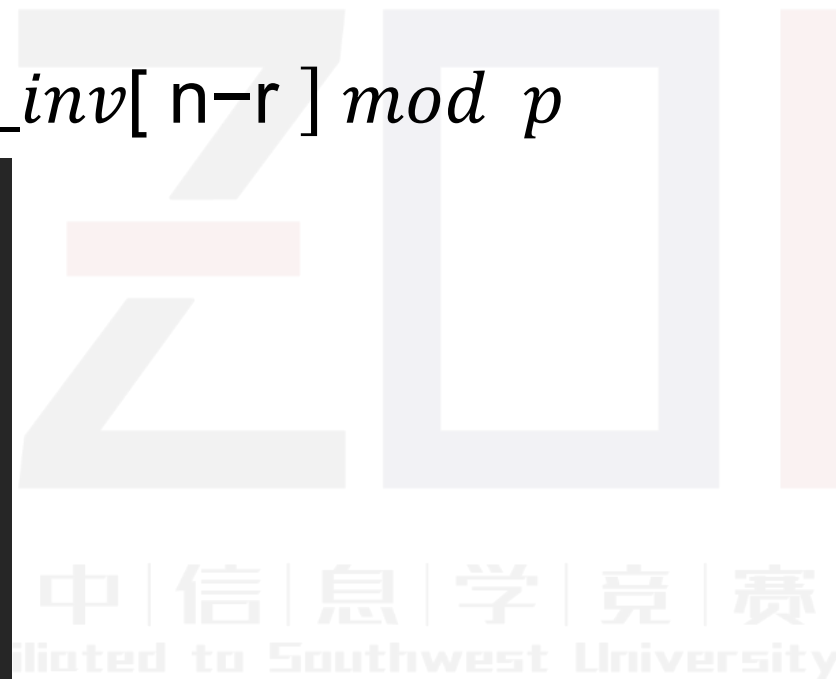 _inv[ n−r ] mod p
中|信|息|学|竞|赛
iliated to Southwest University